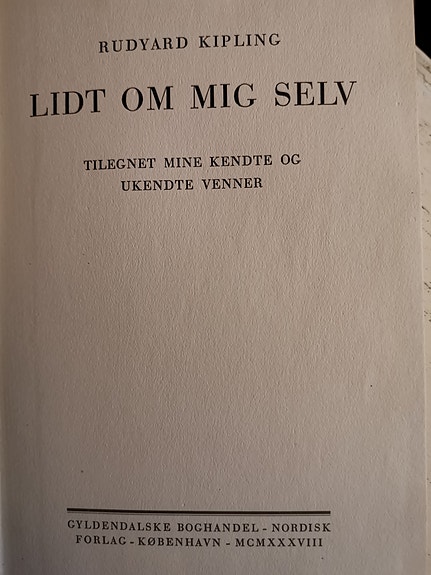 RUDYARD KIPLING
LIDT OM MIG SELV
TILEGNET MINE KENDTE OG
UKENDTE VENNER
GYLDENDALSKE BOGHANDEL - NORDISK
FORLAG - KØBENHAVN - MCMXXXVIII